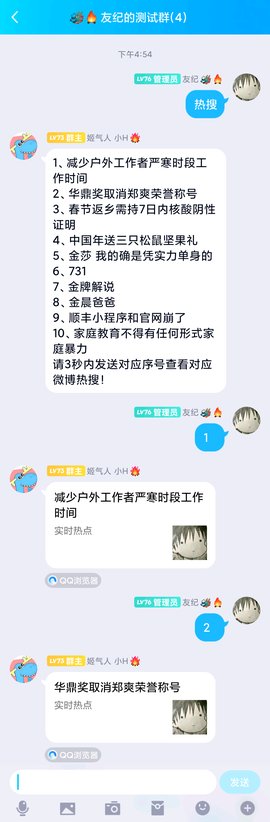 友纪的测试群(4)
下午4:54
LV76 管理员 友纪
热搜
LV73 群主 姬气人 小H
1、减少户外工作者严寒时段工
作时间
2、华鼎奖取消郑爽荣誉称号
3、春节返乡需持7日内核酸阴性
证明
4、中国年送三只松鼠坚果礼
5、金莎 我的确是凭实力单身的
6、731
7、金牌解说
8、金晨爸爸
9、顺丰小程序和官网崩了
10、家庭教育不得有任何形式家
庭暴力
请3秒内发送对应序号查看对应
微博热搜!
LV76 管理员 友纪
1
LV73 群主 姬气人 小H
减少户外工作者严寒时段工作
时间
实时热点
QQ浏览器
LV76 管理员 友纪
2
LV73 群主 姬气人 小H
华鼎奖取消郑爽荣誉称号
实时热点
QQ浏览器
发送